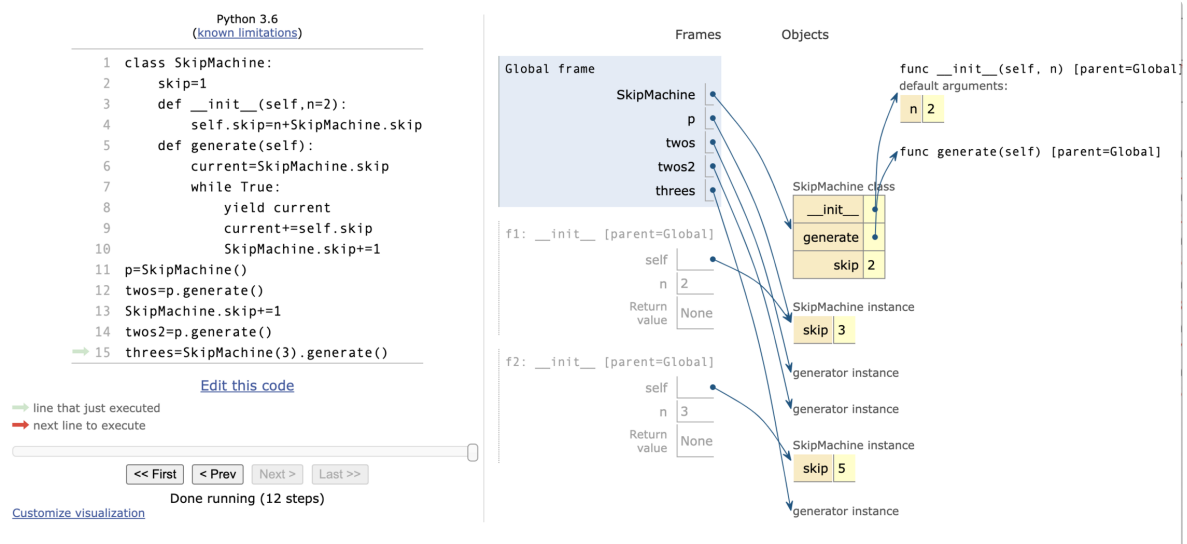 Python 3.6
(known limitations)
1 class SkipMachine:
2     skip=1
3     def __init__(self,n=2):
4         self.skip=n+SkipMachine.skip
5     def generate(self):
6         current=SkipMachine.skip
7         while True:
8             yield current
9             current+=self.skip
10             SkipMachine.skip+=1
11 p=SkipMachine()
12 twos=p.generate()
13 SkipMachine.skip+=1
14 twos2=p.generate()
15 threes=SkipMachine(3).generate()
Edit this code
line that just executed
next line to execute
<< First < Prev Next > Last >>
Done running (12 steps)
Customize visualization
Frames Objects
Global frame
SkipMachine
p
twos
twos2
threes
f1: __init__ [parent=Global]
self
n 2
Return
value None
f2: __init__ [parent=Global]
self
n 3
Return
value None
func __init__(self, n) [parent=Global]
default arguments:
n 2
func generate(self) [parent=Global]
SkipMachine class
__init__
generate
skip 2
SkipMachine instance
skip 3
generator instance
generator instance
SkipMachine instance
skip 5
generator instance